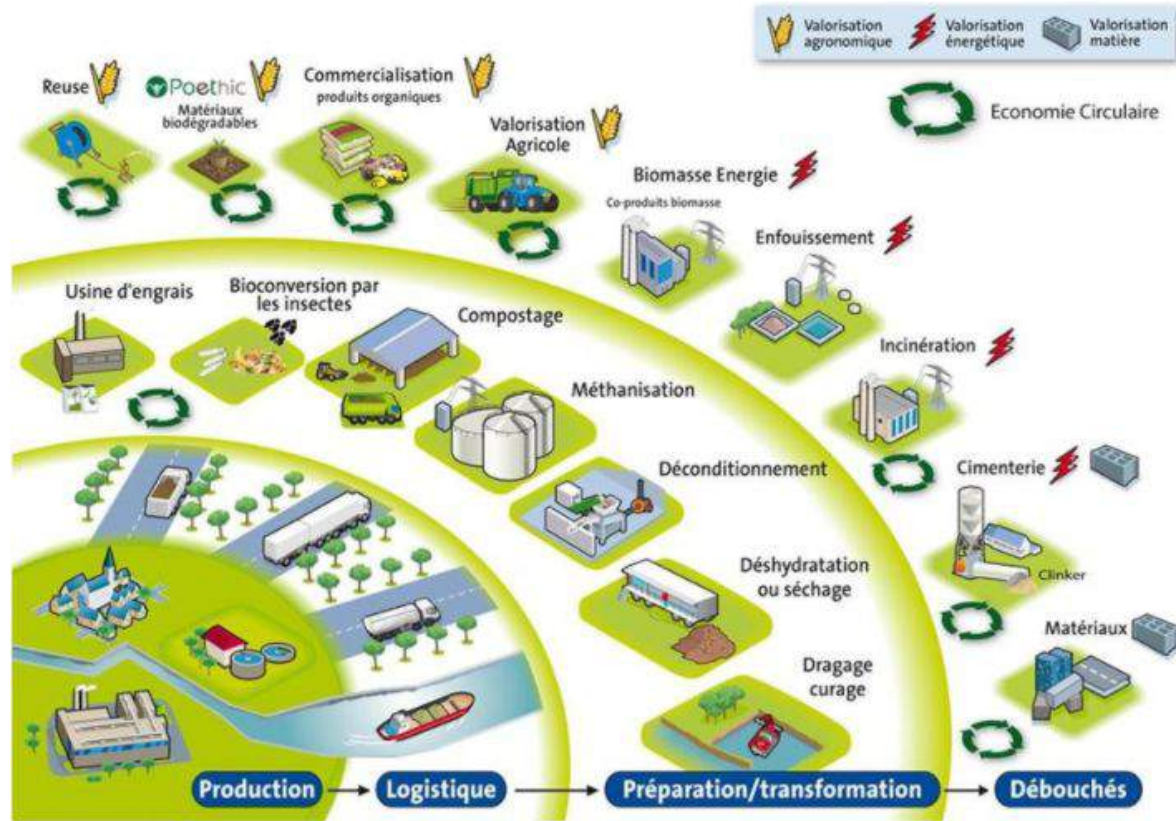 Valorisation
agronomique
Valorisation
énergétique
Valorisation
matière
Economie Circulaire
Reuse
Poethic
Matériaux
biodégradables
Commercialisation
produits organiques
Valorisation
Agricole
Biomasse Energie
Co-produits biomasse
Enfouissement
Incinération
Cimenterie
Clinker
Matériaux
Usine d'engrais
Bioconversion par
les insectes
Compostage
Méthanisation
Déconditionnement
Déshydratation
ou séchage
Dragage
curage
Production
Logistique
Préparation/transformation
Débouchés